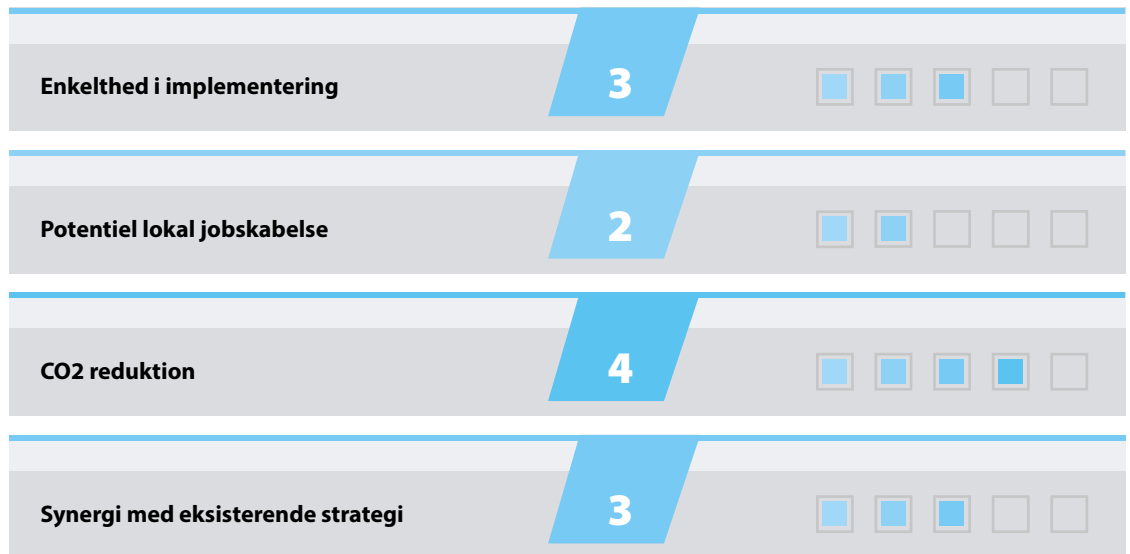 Enkelthed i implementering 3
Potentiel lokal jobskabelse 2
CO2 reduktion 4
Synergi med eksisterende strategi 3